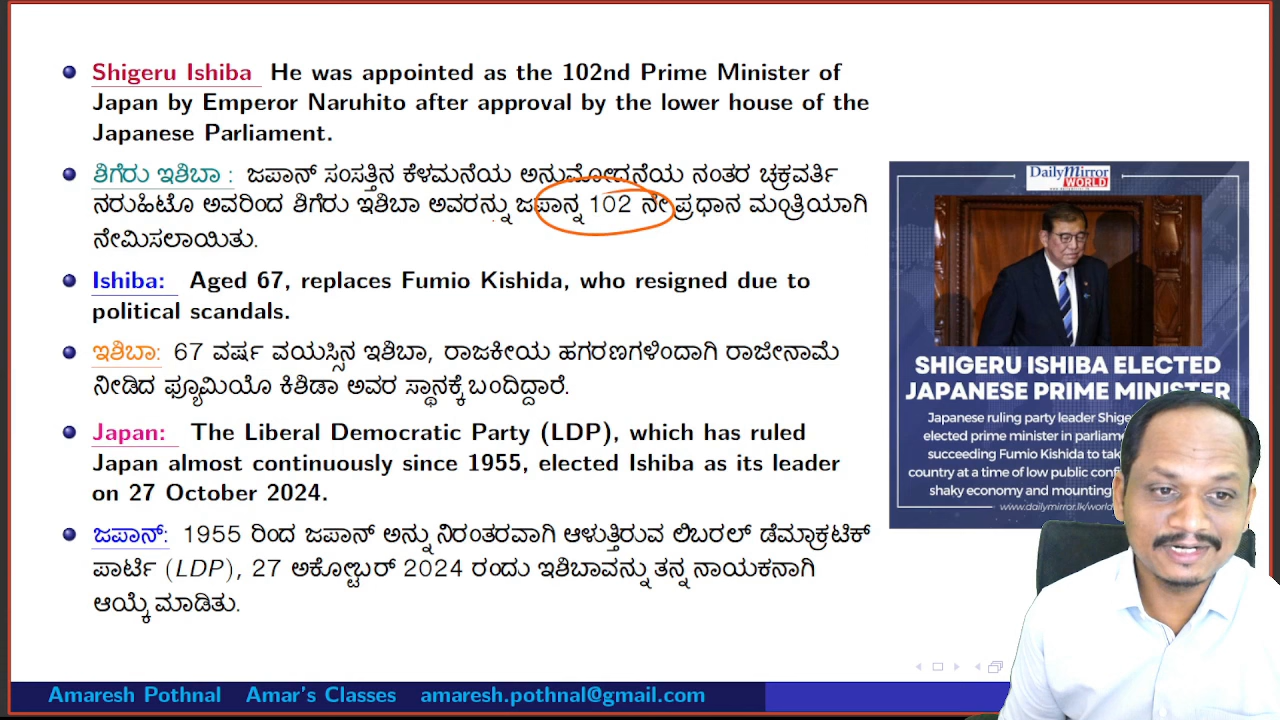 Shigeru Ishiba He was appointed as the 102nd Prime Minister of
Japan by Emperor Naruhito after approval by the lower house of the
Japanese Parliament.
ಶಿಗೆರು ಇಶಿಬಾ : ಜಪಾನ್ ಸಂಸತ್ತಿನ ಕೆಳಮನೆಯ ಅನುಮೋದನೆಯ ನಂತರ ಚಕ್ರವರ್ತಿ
ನರುಹಿಟೊ ಅವರಿಂದ ಶಿಗೆರು ಇಶಿಬಾ ಅವರನ್ನು ಜಪಾನ್ನ 102 ನೇ ಪ್ರಧಾನ ಮಂತ್ರಿಯಾಗಿ
ನೇಮಿಸಲಾಯಿತು.
Ishiba: Aged 67, replaces Fumio Kishida, who resigned due to
political scandals.
ಇಶಿಬಾ: 67 ವರ್ಷ ವಯಸ್ಸಿನ ಇಶಿಬಾ, ರಾಜಕೀಯ ಹಗರಣಗಳಿಂದಾಗಿ ರಾಜೀನಾಮೆ
ನೀಡಿದ ಫ್ಯೂಮಿಯೊ ಕಿಶಿಡಾ ಅವರ ಸ್ಥಾನಕ್ಕೆ ಬಂದಿದ್ದಾರೆ.
Japan: The Liberal Democratic Party (LDP), which has ruled
Japan almost continuously since 1955, elected Ishiba as its leader
on 27 October 2024.
ಜಪಾನ್: 1955 ರಿಂದ ಜಪಾನ್ ಅನ್ನು ನಿರಂತರವಾಗಿ ಆಳುತ್ತಿರುವ ಲಿಬರಲ್ ಡೆಮಾಕ್ರಟಿಕ್
ಪಾರ್ಟಿ (LDP), 27 ಅಕೋಬ್ಟರ್ 2024 ರಂದು ಇಶಿಬಾವನ್ನು ತನ್ನ ನಾಯಕನಾಗಿ
ಆಯ್ಕೆ ಮಾಡಿತು.
Daily Mirror
WORLD
SHIGERU ISHIBA ELECTED
JAPANESE PRIME MINISTER
Japanese ruling party leader
elected prime minister in
succeeding Fumio Kishida to
country at a time of low public
shaky economy and mounting
www.dailymirror.lk/world
Amaresh Pothnal Amar's Classes amaresh.pothnal@gmail.com